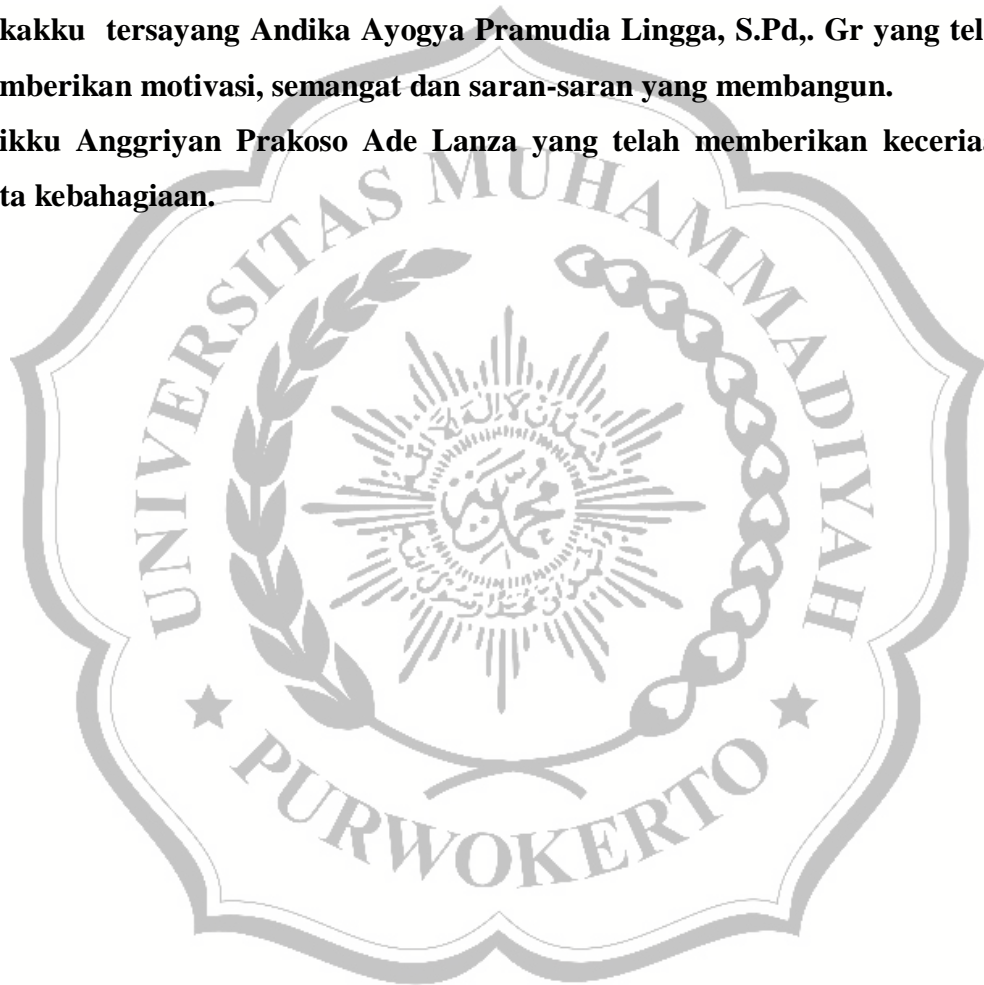 kakku tersayang Andika Ayogya Pramudia Lingga, S.Pd,. Gr yang tel
mberikan motivasi, semangat dan saran-saran yang membangun.
ikku Anggriyan Prakoso Ade Lanza yang telah memberikan keceria
ta kebahagiaan.
UNIVERSITAS MUHAMMADIYAH
PURWOKERTO